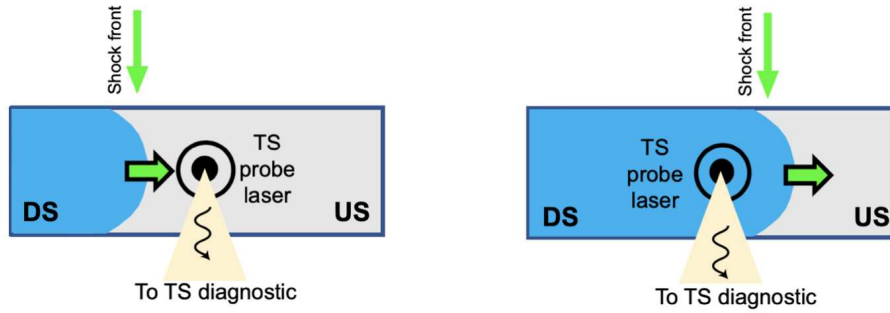 Shock front
TS
probe
laser
DS
US
To TS diagnostic
Shock front
TS
probe
laser
DS
US
To TS diagnostic